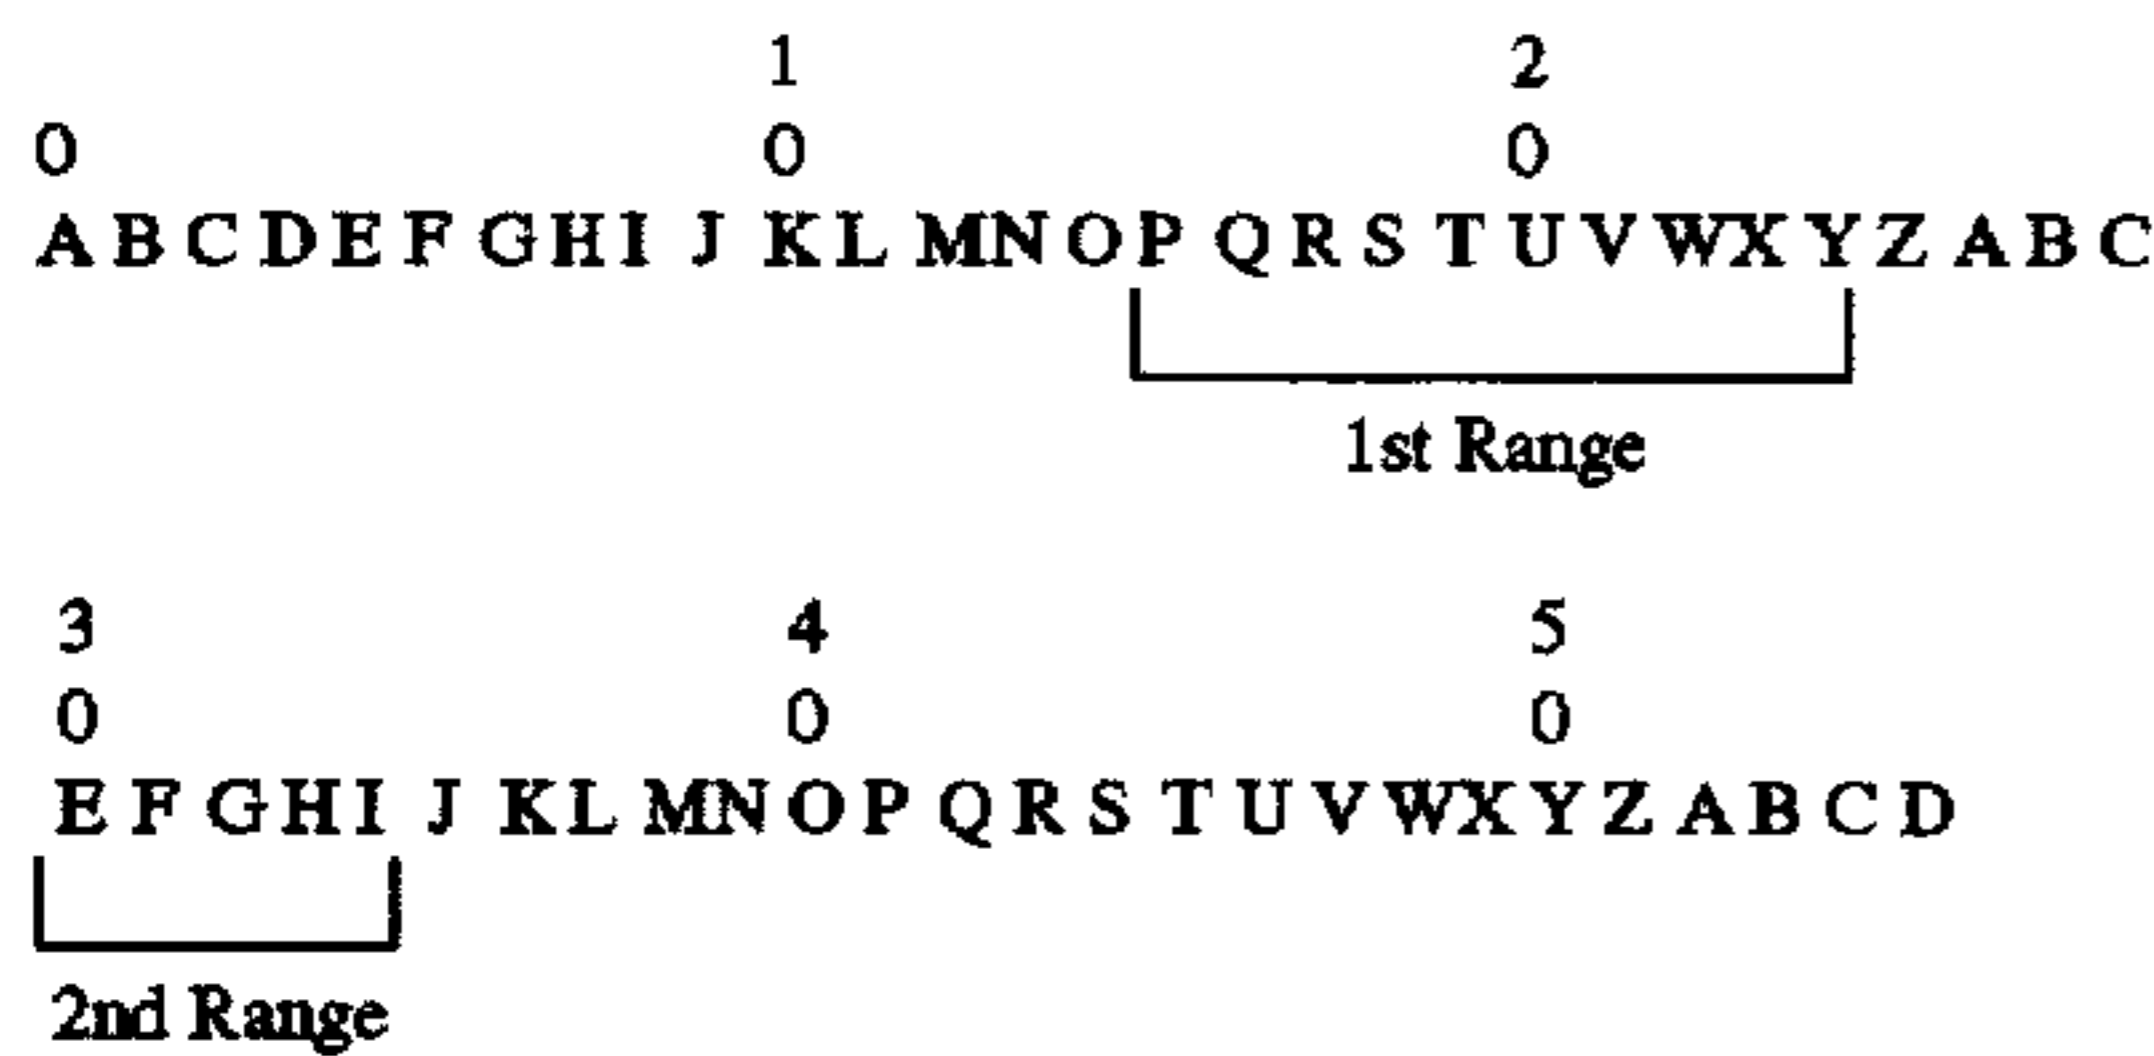 1 2
0 0 0
A B C D E F G H I J K L M N O P Q R S T U V W X Y Z A B C
1st Range
3 4 5
0 0 0
E F G H I J K L M N O P Q R S T U V W X Y Z A B C D
2nd Range